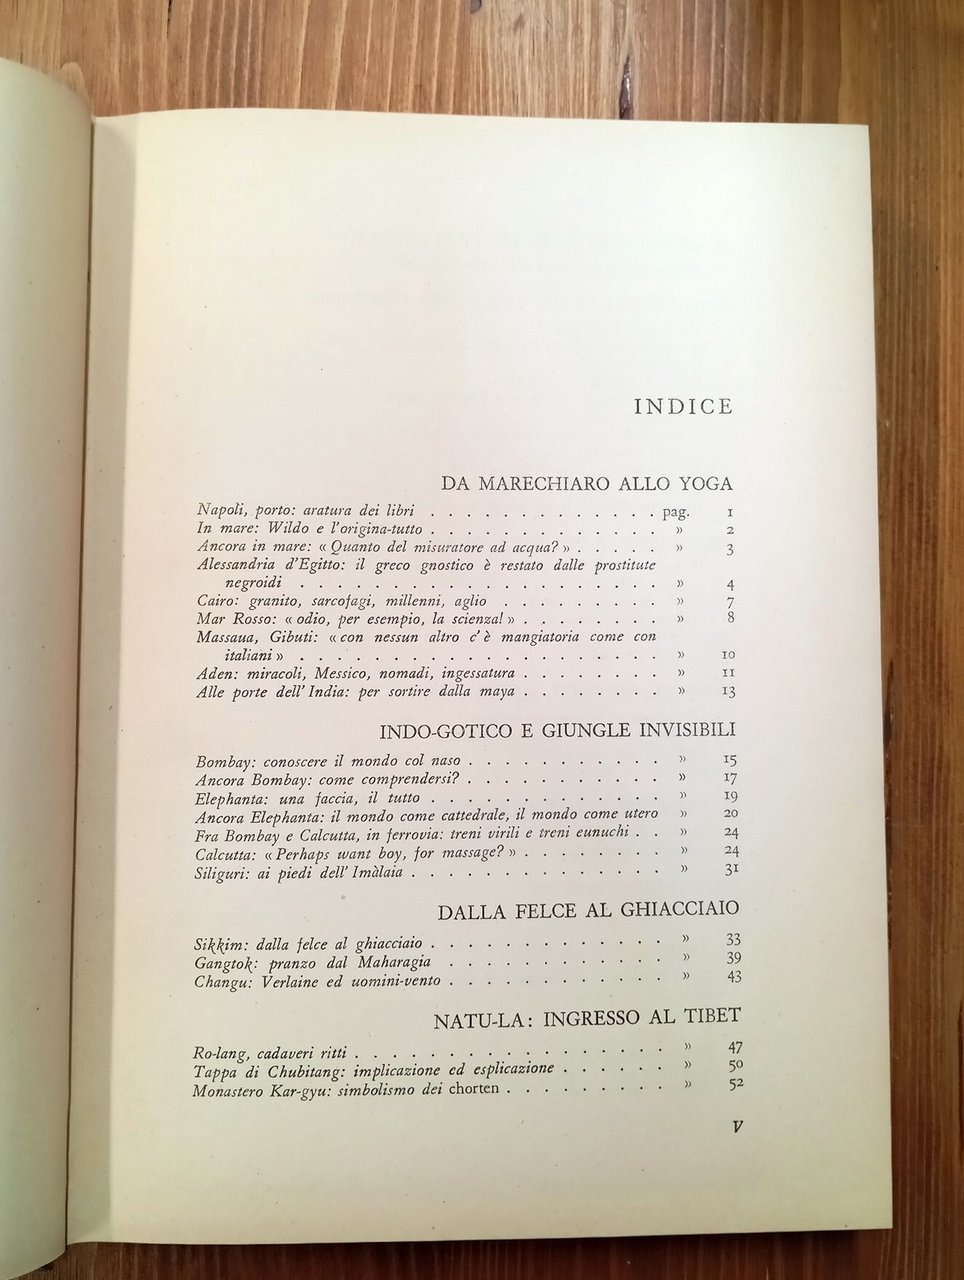 INDICE
DA MARECHIARO ALLO YOGA
Napoli, porto: aratura dei libri . . . . . . . . . . . . . pag. 1
In mare: Wildo e l'origina-tutto . . . . . . . . . . . . . » 2
Ancora in mare: « Quanto del misuratore ad acqua? » . . . . . » 3
Alessandria d'Egitto: il greco gnostico è restato dalle prostitute
negroidi . . . . . . . . . . . . . . . . . . . . » 4
Cairo: granito, sarcofagi, millenni, aglio . . . . . . . . . » 7
Mar Rosso: « odio, per esempio, la scienza! » . . . . . . . . » 8
Massaua, Gibuti: « con nessun altro c'è mangiatoria come con
italiani » . . . . . . . . . . . . . . . . . . . . » 10
Aden: miracoli, Messico, nomadi, ingessatura . . . . . . . . » 11
Alle porte dell'India: per sortire dalla maya . . . . . . . . » 13
INDO-GOTICO E GIUNGLE INVISIBILI
Bombay: conoscere il mondo col naso . . . . . . . . . . . » 15
Ancora Bombay: come comprendersi? . . . . . . . . . . . » 17
Elephanta: una faccia, il tutto . . . . . . . . . . . . . » 19
Ancora Elephanta: il mondo come cattedrale, il mondo come utero » 20
Fra Bombay e Calcutta, in ferrovia: treni virili e treni eunuchi . . » 24
Calcutta: « Perhaps want boy, for massage? » . . . . . . . . » 24
Siliguri: ai piedi dell'Imàlaia . . . . . . . . . . . . . . » 31
DALLA FELCE AL GHIACCIAIO
Sikkim: dalla felce al ghiacciaio . . . . . . . . . . . . . » 33
Gangtok: pranzo dal Maharagia . . . . . . . . . . . . » 39
Changu: Verlaine ed uomini-vento . . . . . . . . . . . . » 43
NATU-LA: INGRESSO AL TIBET
Ro-lang, cadaveri ritti . . . . . . . . . . . . . . . . . » 47
Tappa di Chubitang: implicazione ed esplicazione . . . . . . » 50
Monastero Kar-gyu: simbolismo dei chorten . . . . . . . . . » 52
V